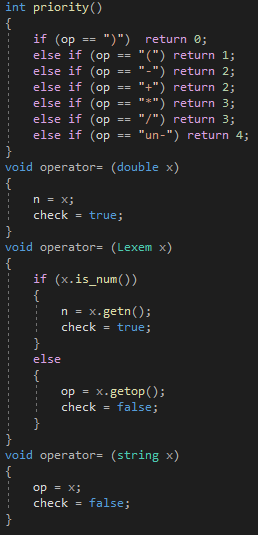 int priority()
{
if (op == ")")  return 0;
else if (op == "(") return 1;
else if (op == "-") return 2;
else if (op == "+") return 2;
else if (op == "*") return 3;
else if (op == "/") return 3;
else if (op == "un-") return 4;
}
void operator= (double x)
{
n = x;
check = true;
}
void operator= (Lexem x)
{
if (x.is_num())
{
n = x.getn();
check = true;
}
else
{
op = x.getop();
check = false;
}
}
void operator= (string x)
{
op = x;
check = false;
}